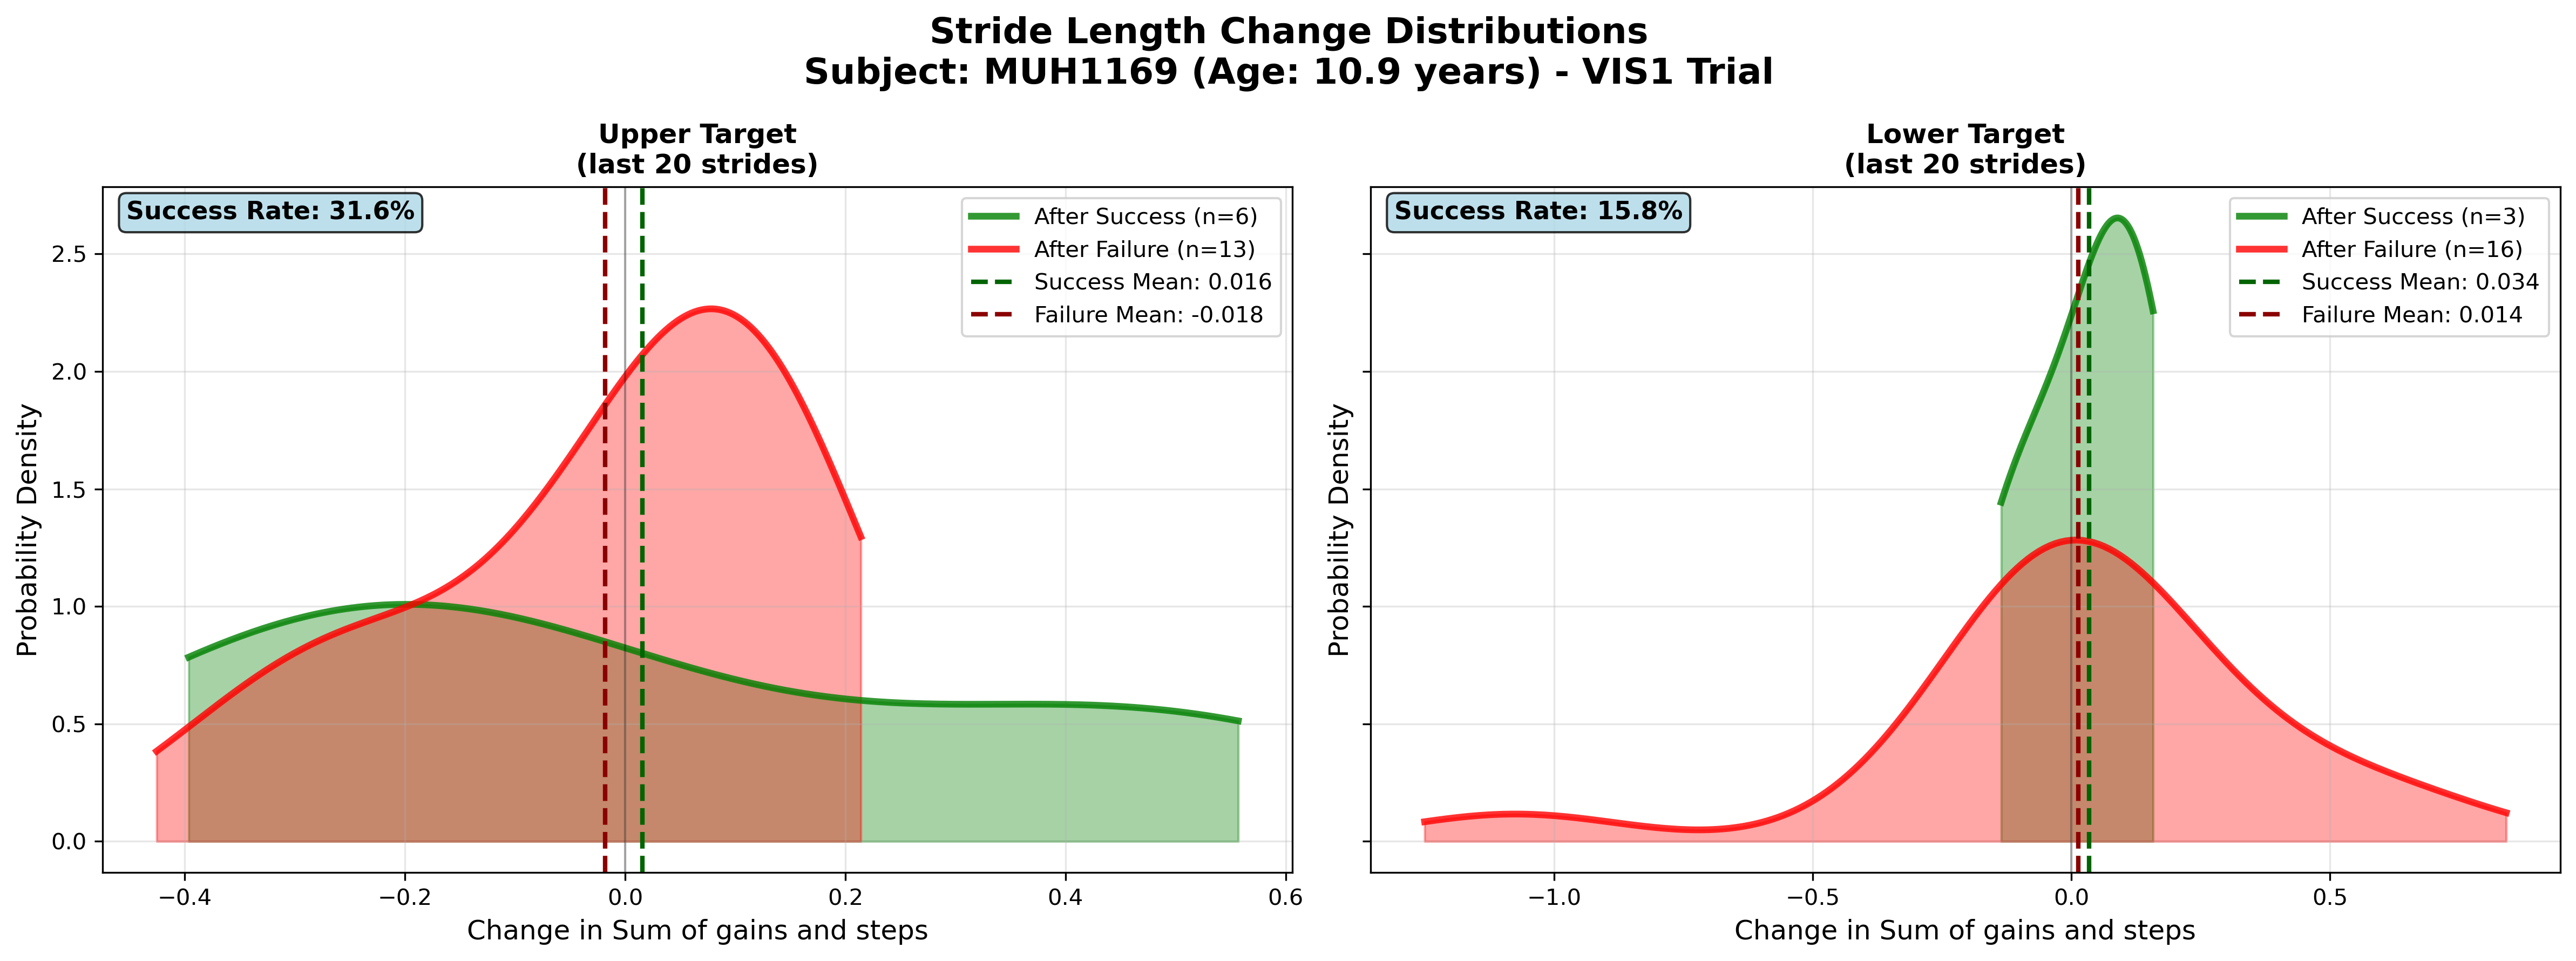 Stride Length Change Distributions
Subject: MUH1169 (Age: 10.9 years) - VIS1 Trial
Upper Target
(last 20 strides)
Success Rate: 31.6%
After Success (n=6)
After Failure (n=13)
Success Mean: 0.016
Failure Mean: -0.018
Probability Density
2.5
2.0
1.5
1.0
0.5
0.0
−0.4
−0.2
0.0
0.2
0.4
0.6
Change in Sum of gains and steps
Lower Target
(last 20 strides)
Success Rate: 15.8%
After Success (n=3)
After Failure (n=16)
Success Mean: 0.034
Failure Mean: 0.014
Probability Density
−1.0
−0.5
0.0
0.5
Change in Sum of gains and steps